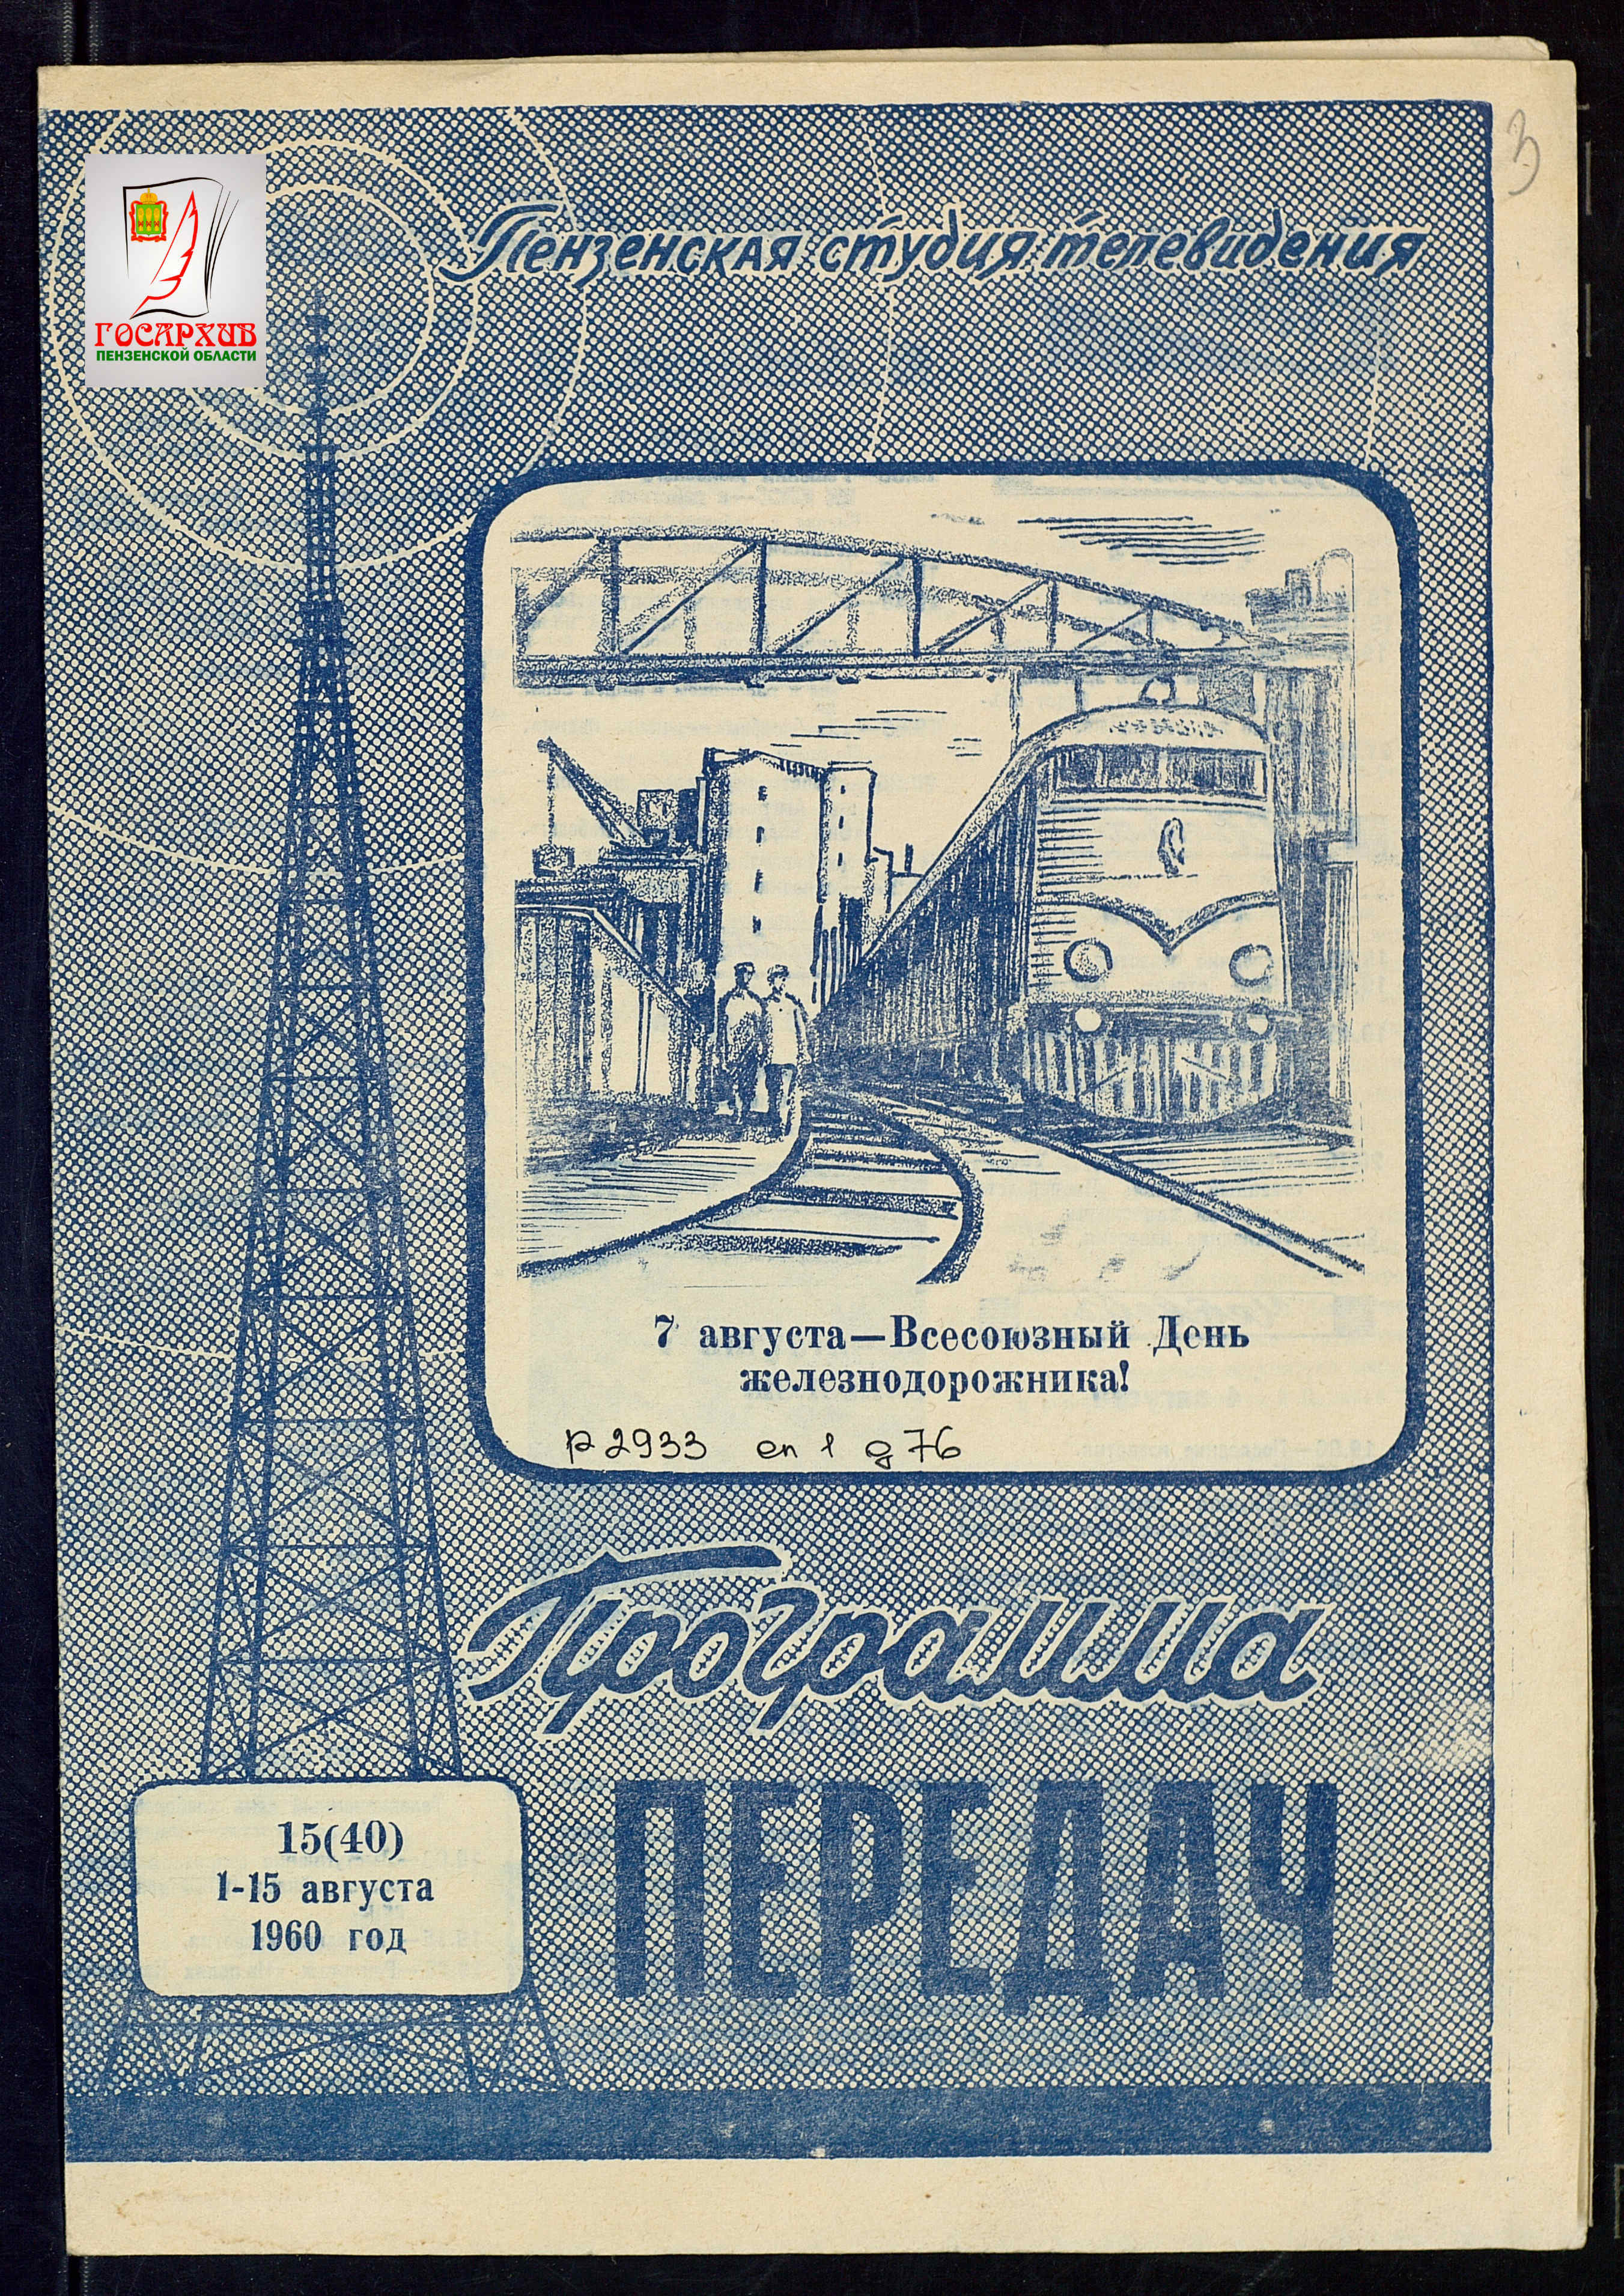 3
Пензенская студия телевидения
ГОСАРХИВ
ПЕНЗЕНСКОЙ ОБЛАСТИ
7 августа—Всесоюзный День
железнодорожника!
р 2933 оп 1 д 76
Программа
ПЕРЕДАЧ
15(40)
1-15 августа
1960 год